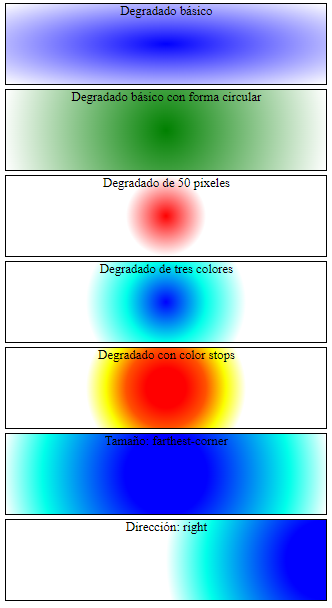 Degradado básico
Degradado básico con forma circular
Degradado de 50 pixeles
Degradado de tres colores
Degradado con color stops
Tamaño: farthest-corner
Dirección: right